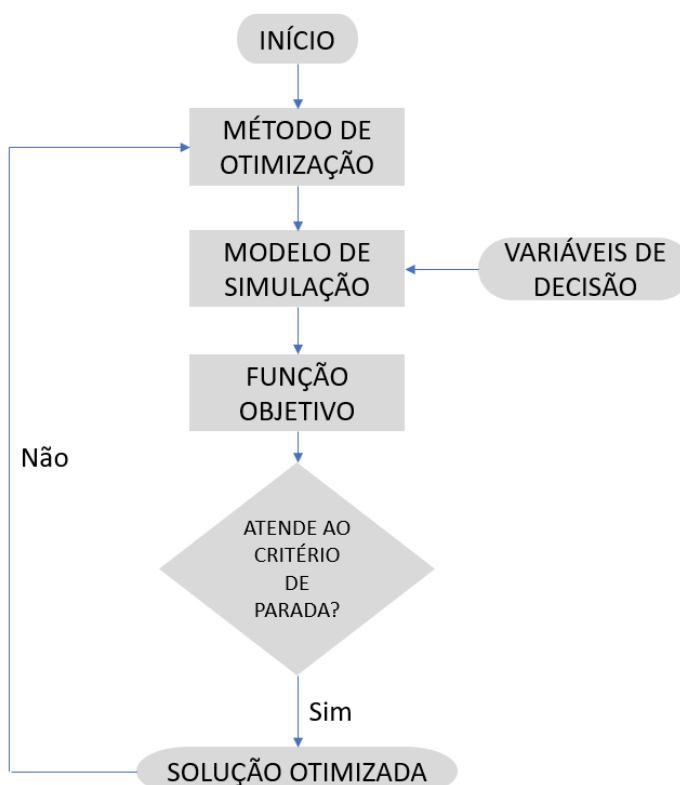 INÍCIO
MÉTODO DE
OTIMIZAÇÃO
MODELO DE
SIMULAÇÃO
VARIÁVEIS DE
DECISÃO
FUNÇÃO
OBJETIVO
Não
ATENDE AO
CRITÉRIO
DE
PARADA?
Sim
SOLUÇÃO OTIMIZADA